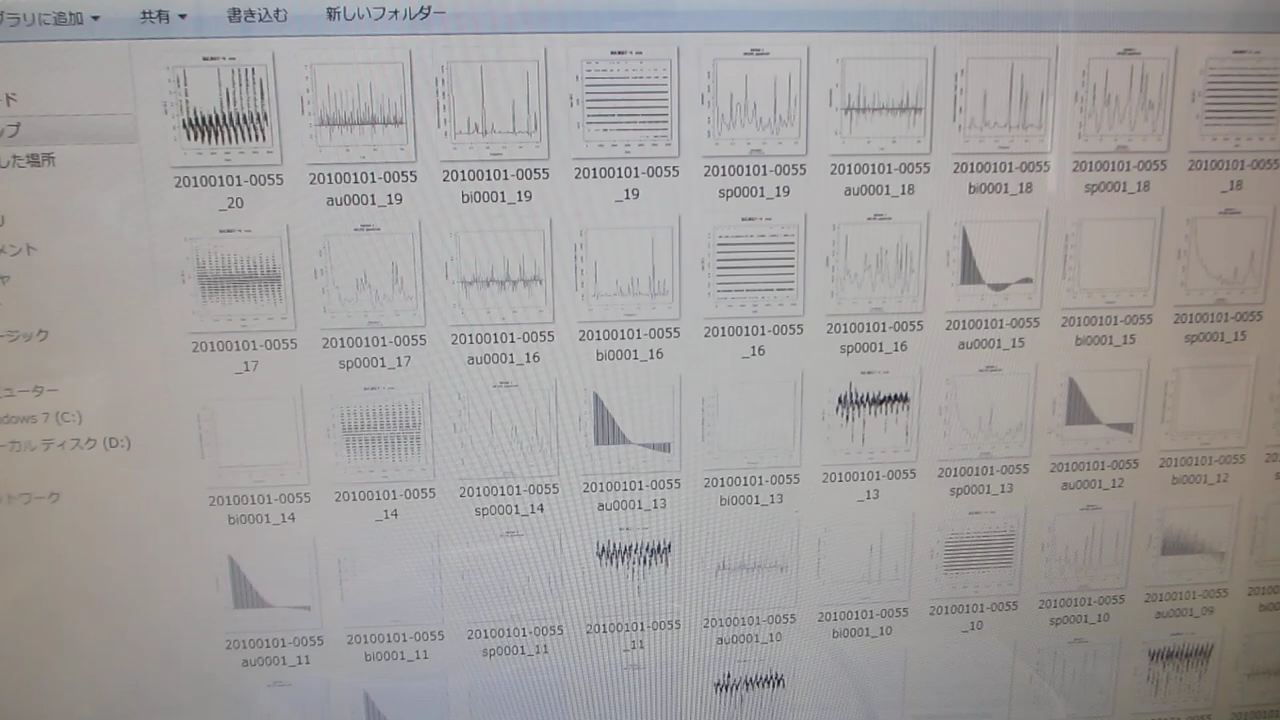 ブラリに追加 ▼ 共有 ▼ 書き込む 新しいフォルダー
ード
ップ
した場所
メント
ージック
ューター
dows 7 (C:)
ーカル ディスク (D:)
トワーク
20100101-0055
_20
20100101-0055
au0001_19
20100101-0055
bi0001_19
20100101-0055
_19
20100101-0055
sp0001_19
20100101-0055
au0001_18
20100101-0055
bi0001_18
20100101-0055
sp0001_18
20100101-0055
_18
20100101-0055
_17
20100101-0055
sp0001_17
20100101-0055
au0001_16
20100101-0055
bi0001_16
20100101-0055
_16
20100101-0055
sp0001_16
20100101-0055
au0001_15
20100101-0055
bi0001_15
20100101-0055
sp0001_15
20100101-0055
bi0001_14
20100101-0055
_14
20100101-0055
sp0001_14
20100101-0055
au0001_13
20100101-0055
bi0001_13
20100101-0055
_13
20100101-0055
sp0001_13
20100101-0055
au0001_12
20100101-0055
bi0001_12
20100101-0055
au0001_11
20100101-0055
bi0001_11
20100101-0055
sp0001_11
20100101-0055
_11
20100101-0055
au0001_10
20100101-0055
bi0001_10
20100101-0055
_10
20100101-0055
sp0001_10
20100101-0055
au0001_09